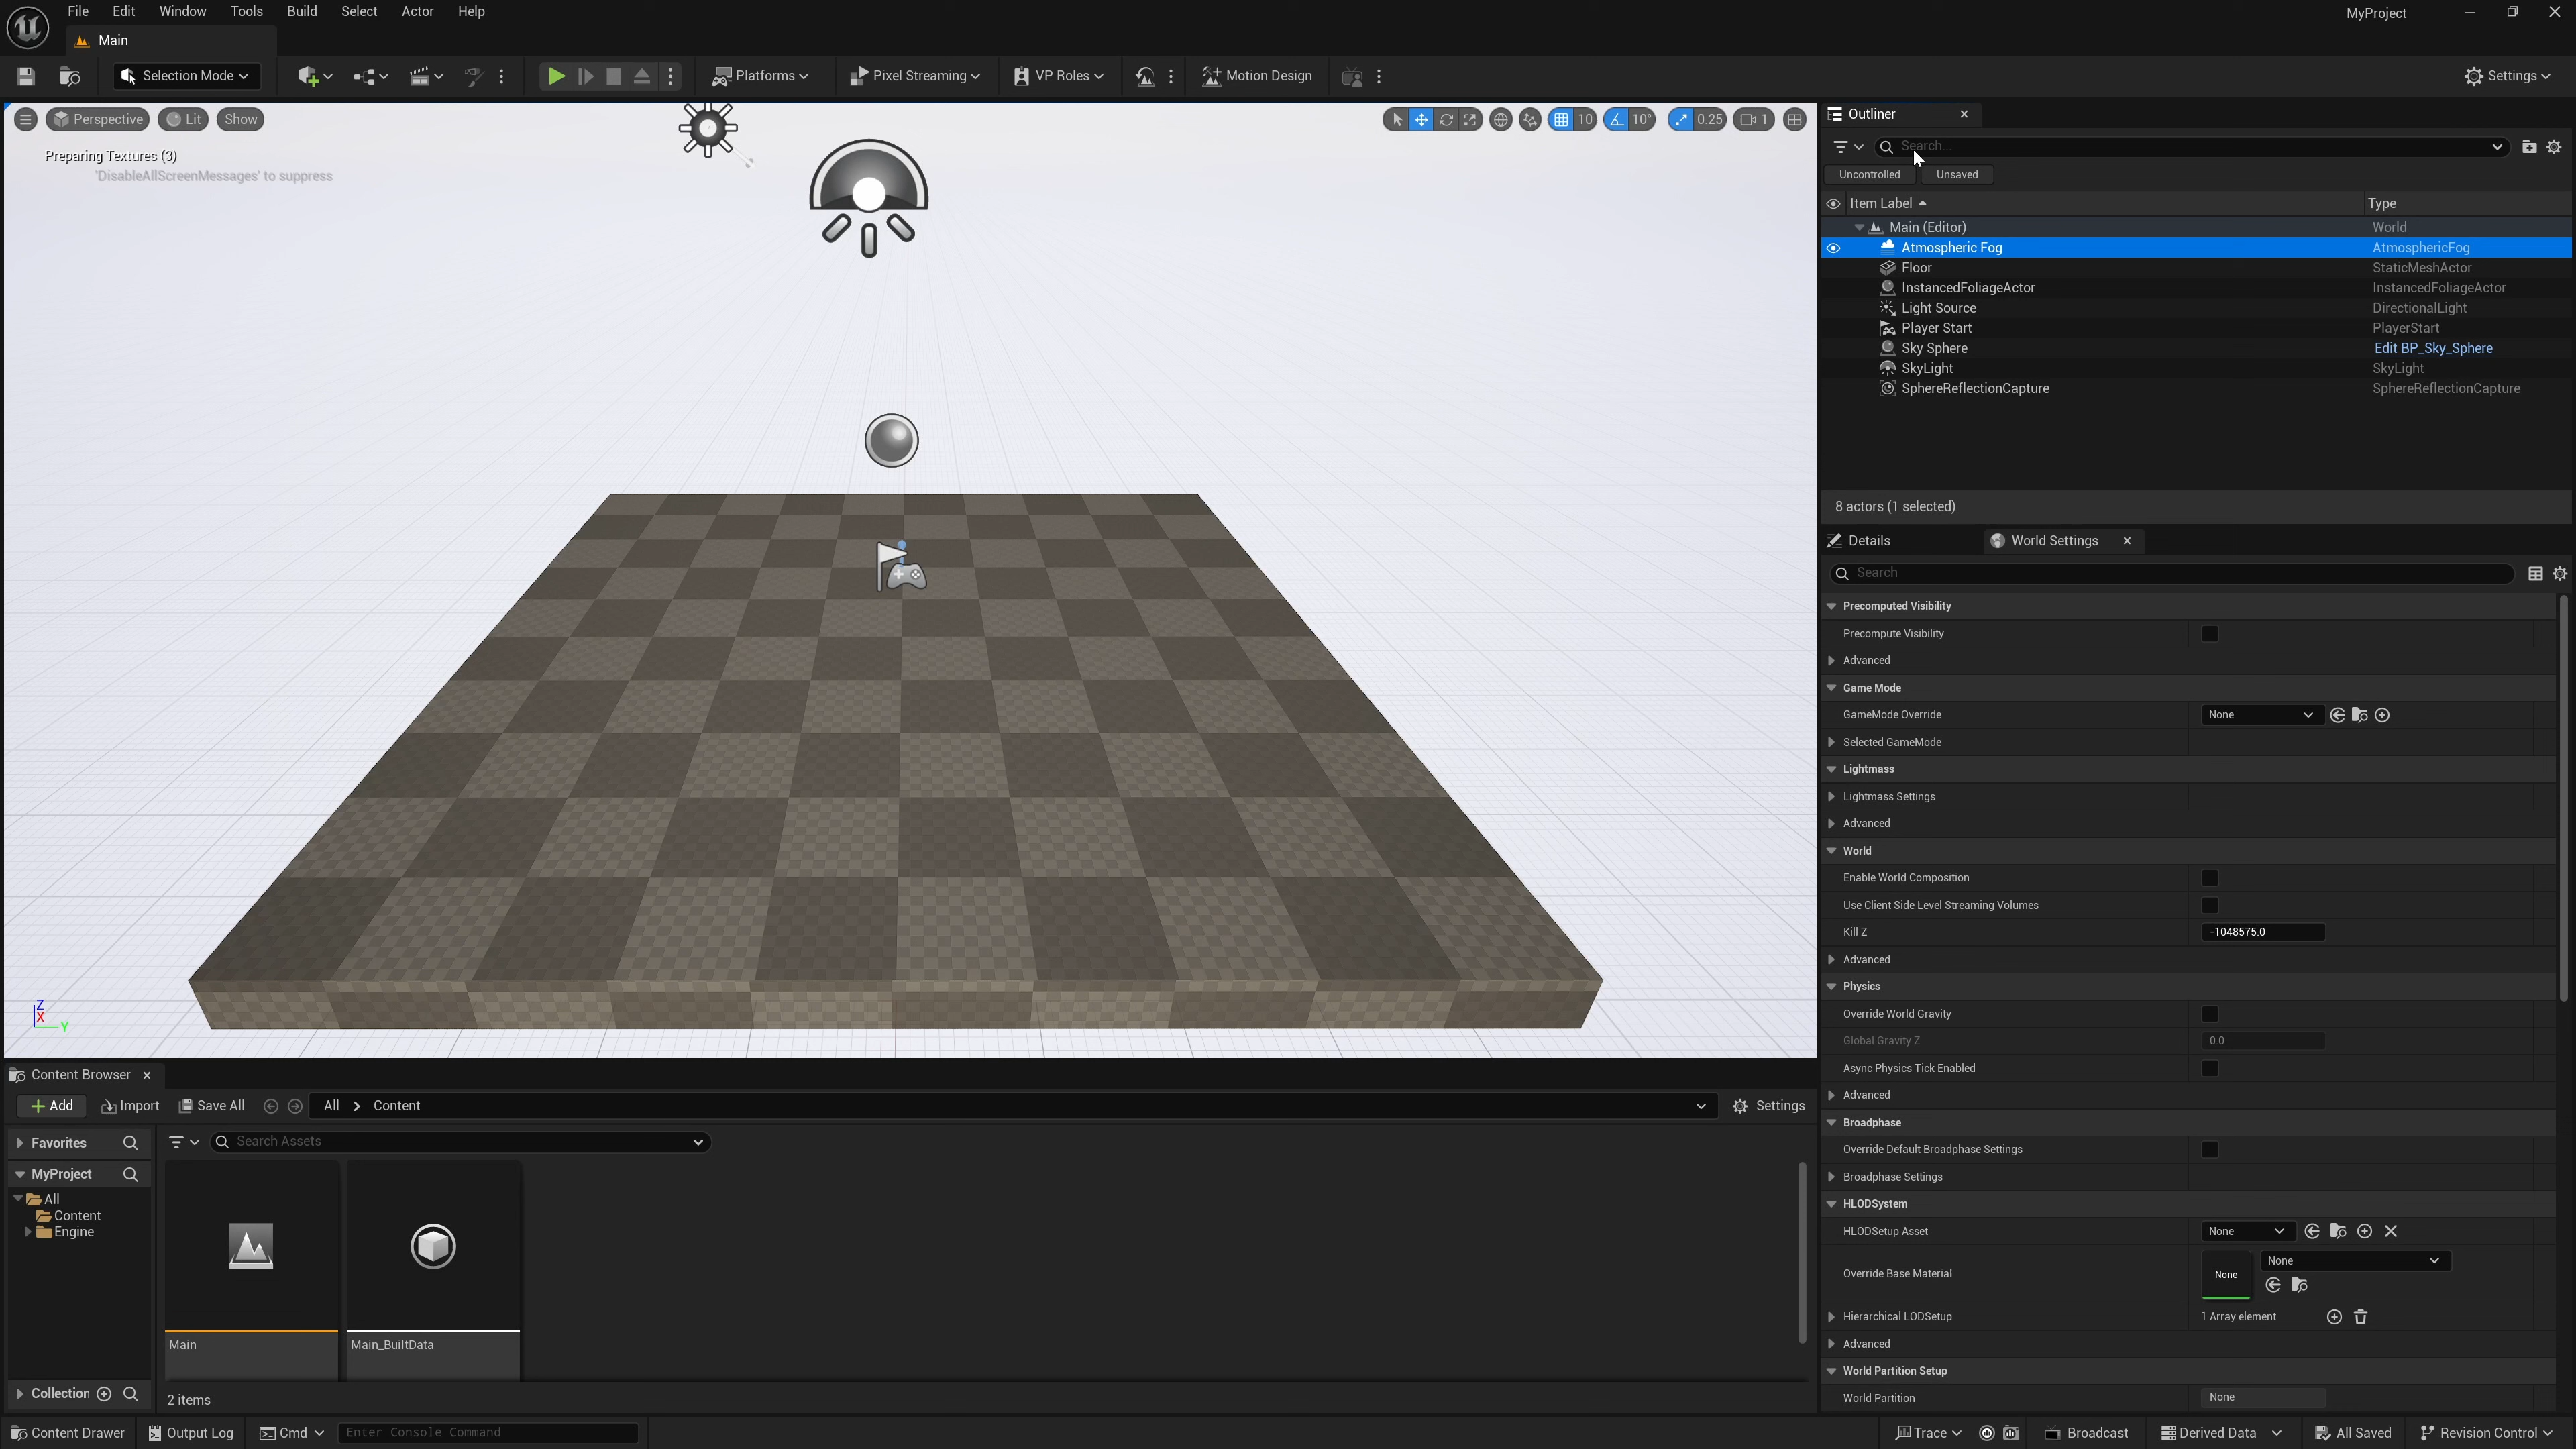 File Edit Window Tools Build Select Actor Help
MyProject
Main
Selection Mode
Platforms
Pixel Streaming
VP Roles
Motion Design
Settings
Perspective
Lit
Show
10
10°
0.25
1
Preparing Textures (3)
'DisableAllScreenMessages' to suppress
Z
X
Y
Outliner
Search...
Uncontrolled
Unsaved
Item Label
Type
Main (Editor)
World
Atmospheric Fog
AtmosphericFog
Floor
StaticMeshActor
InstancedFoliageActor
InstancedFoliageActor
Light Source
DirectionalLight
Player Start
PlayerStart
Sky Sphere
Edit BP_Sky_Sphere
SkyLight
SkyLight
SphereReflectionCapture
SphereReflectionCapture
8 actors (1 selected)
Details
World Settings
Search
Precomputed Visibility
Precompute Visibility
Advanced
Game Mode
GameMode Override
None
Selected GameMode
Lightmass
Lightmass Settings
Advanced
World
Enable World Composition
Use Client Side Level Streaming Volumes
Kill Z
-1048575.0
Advanced
Physics
Override World Gravity
Global Gravity Z
0.0
Async Physics Tick Enabled
Advanced
Broadphase
Override Default Broadphase Settings
Broadphase Settings
HLODSystem
HLODSetup Asset
None
Override Base Material
None
None
Hierarchical LODSetup
1 Array element
Advanced
World Partition Setup
World Partition
None
Content Browser
Add
Import
Save All
All
Content
Settings
Favorites
Search Assets
MyProject
All
Content
Engine
Main
Main_BuiltData
Collection
2 items
Content Drawer
Output Log
Cmd
Enter Console Command
Trace
Broadcast
Derived Data
All Saved
Revision Control